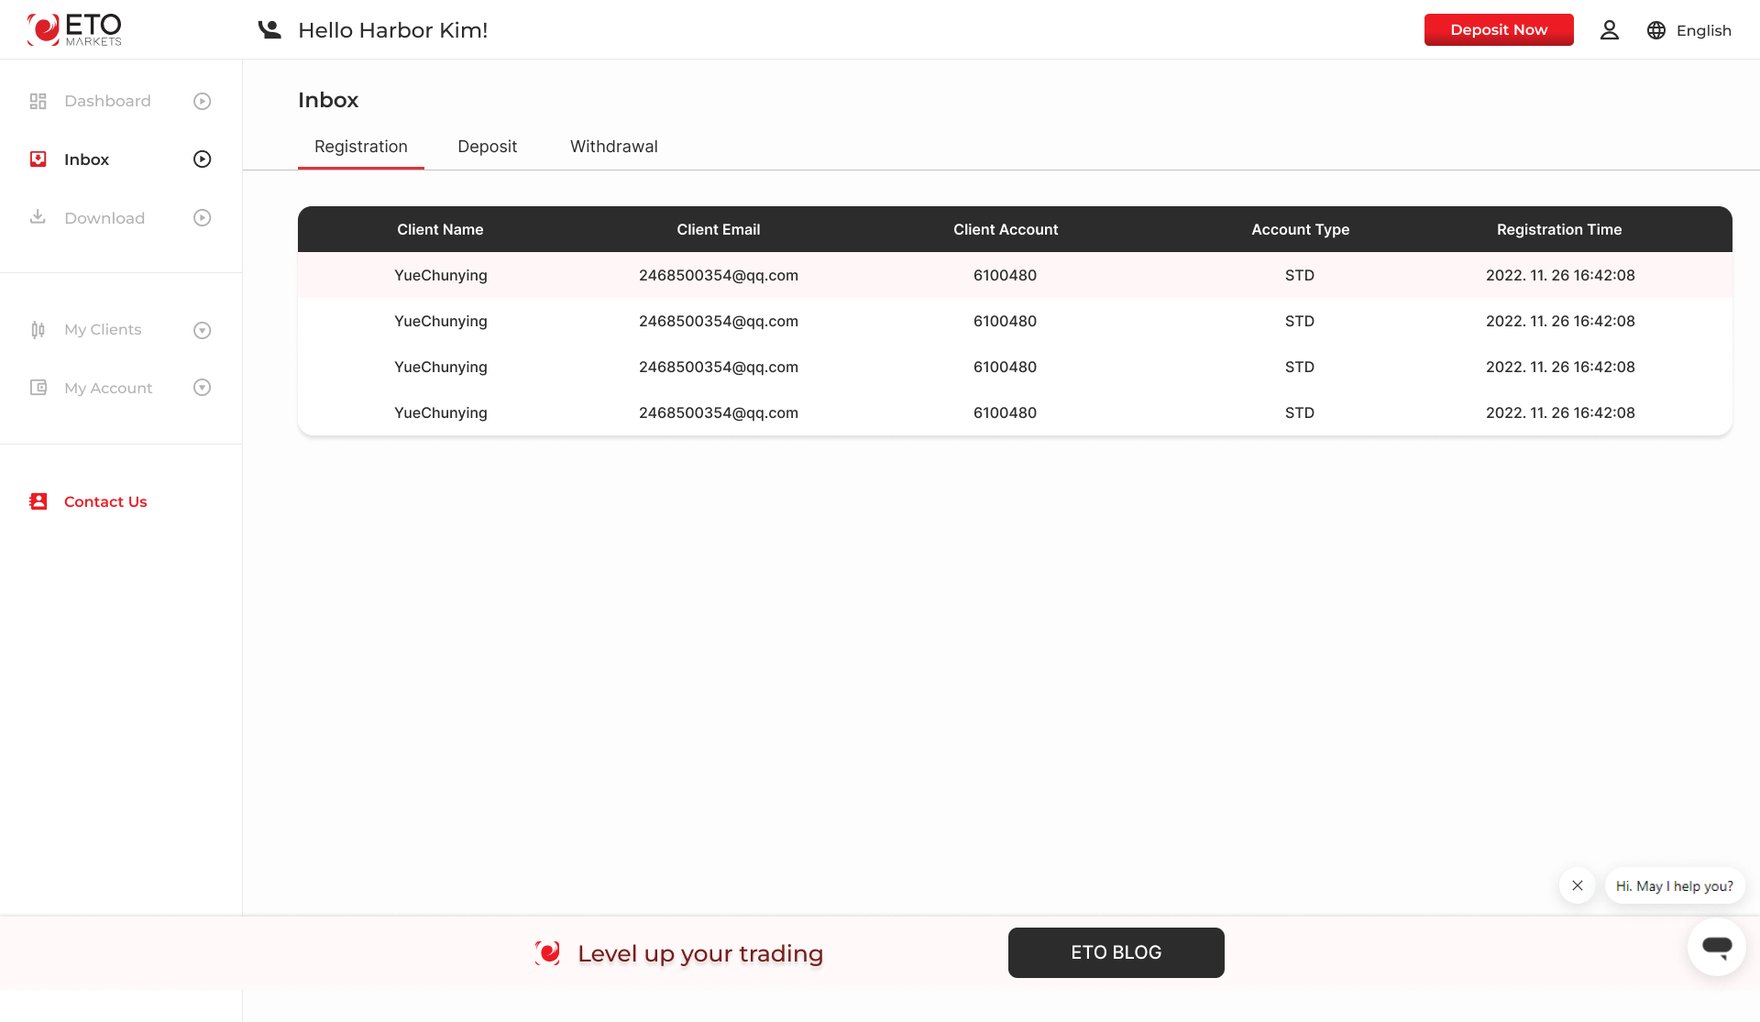 ETO
MARKETS
Hello Harbor Kim!
Deposit Now
English
Dashboard
Inbox
Download
My Clients
My Account
Contact Us
Inbox
Registration Deposit Withdrawal
Client Name Client Email Client Account Account Type Registration Time
YueChunying 2468500354@qq.com 6100480 STD 2022. 11. 26 16:42:08
YueChunying 2468500354@qq.com 6100480 STD 2022. 11. 26 16:42:08
YueChunying 2468500354@qq.com 6100480 STD 2022. 11. 26 16:42:08
YueChunying 2468500354@qq.com 6100480 STD 2022. 11. 26 16:42:08
Hi. May I help you?
Level up your trading
ETO BLOG